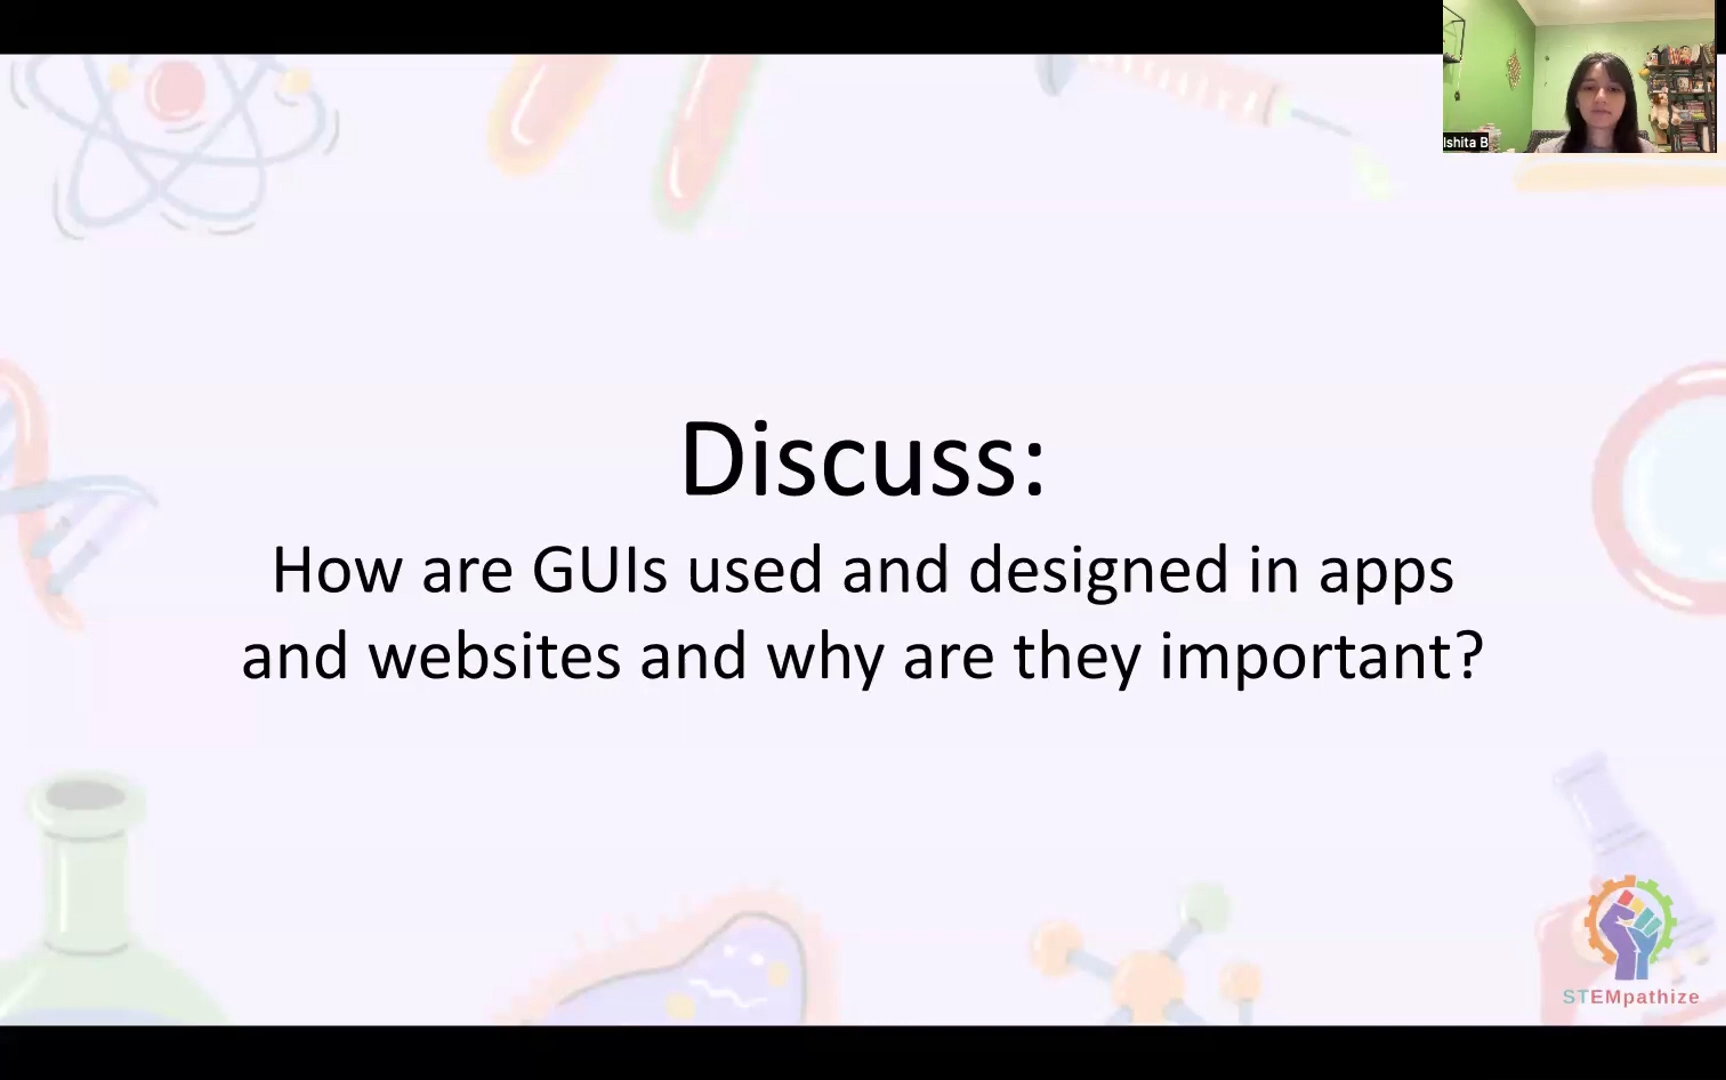 Ishita B
Discuss:
How are GUIs used and designed in apps
and websites and why are they important?
STEMpathize